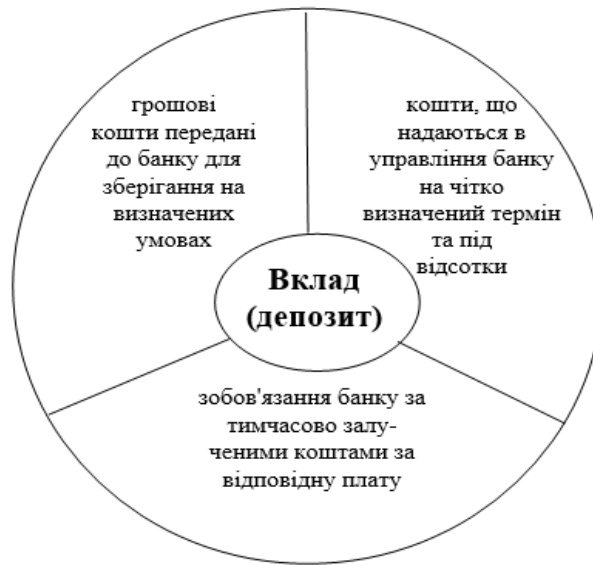 грошові
кошти передані
до банку для
зберігання на
визначених
умовах
кошти, що
надаються в
управління банку
на чітко
визначений термін
та під
відсотки
Вклад
(депозит)
зобов'язання банку за
тимчасово залу-
ченими коштами за
відповідну плату